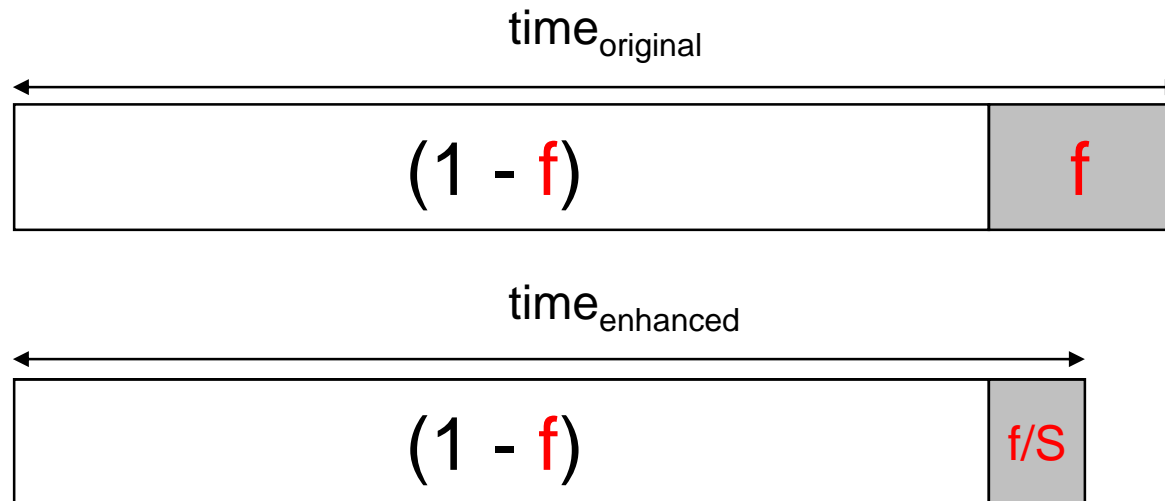 time_original
(1 - f) f
time_enhanced
(1 - f) f/S